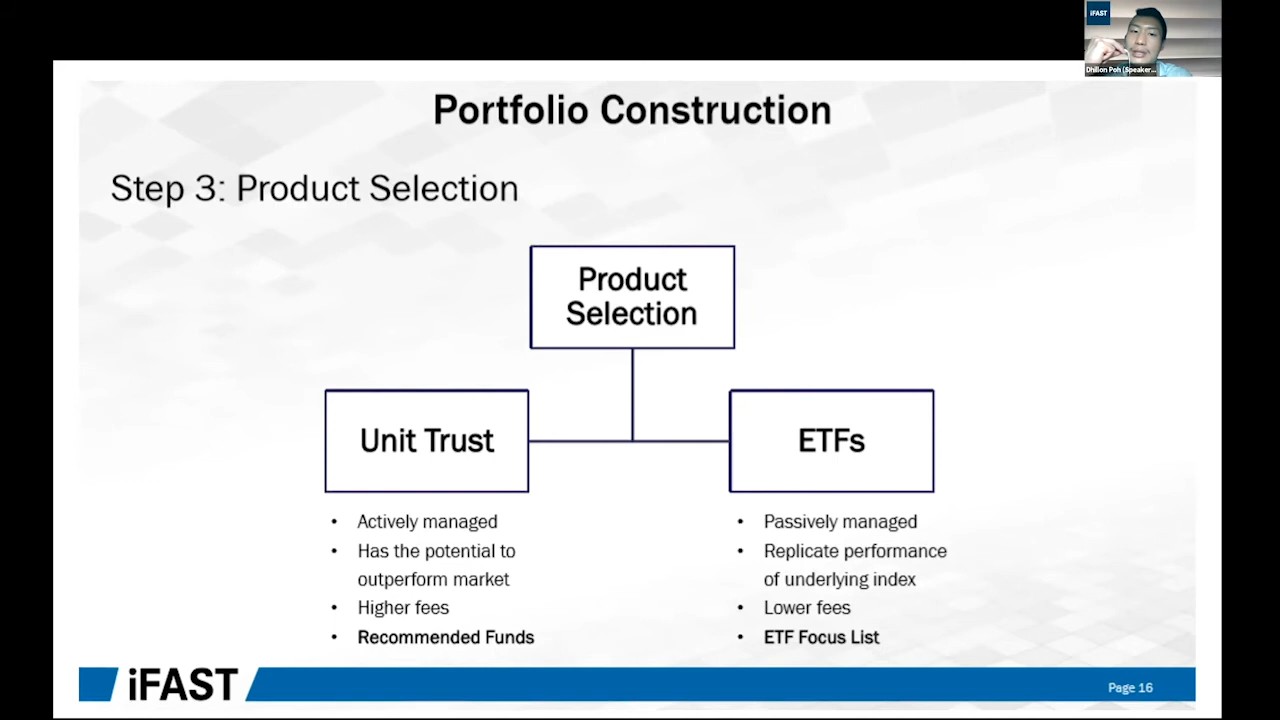 iFAST
Dhillon Poh (Speaker...
Portfolio Construction
Step 3: Product Selection
Product
Selection
Unit Trust
ETFs
• Actively managed
• Has the potential to
outperform market
• Higher fees
• Recommended Funds
• Passively managed
• Replicate performance
of underlying index
• Lower fees
• ETF Focus List
iFAST
Page 16